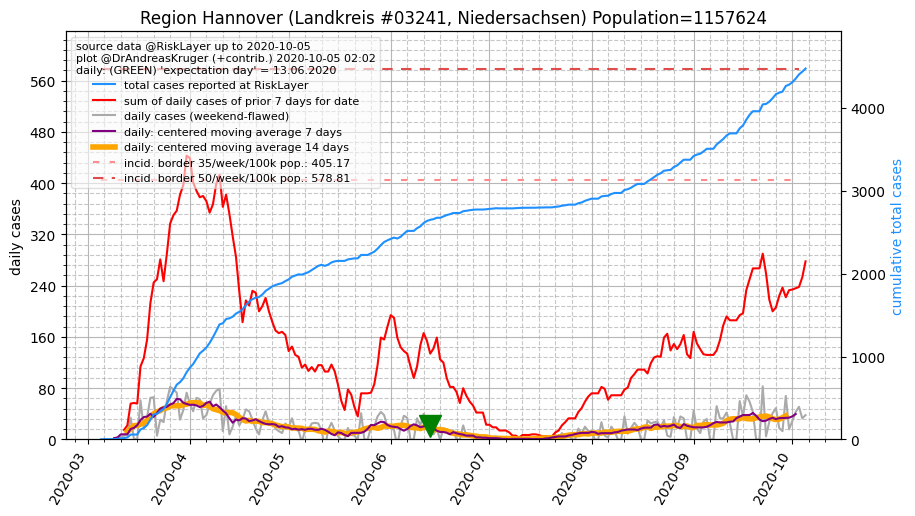 Region Hannover (Landkreis #03241, Niedersachsen) Population=1157624
source data @RiskLayer up to 2020-10-05
plot @DrAndreasKruger (+contrib.) 2020-10-05 02:02
daily: (GREEN) 'expectation day' = 13.06.2020
total cases reported at RiskLayer
sum of daily cases of prior 7 days for date
daily cases (weekend-flawed)
daily: centered moving average 7 days
daily: centered moving average 14 days
incid. border 35/week/100k pop.: 405.17
incid. border 50/week/100k pop.: 578.81
daily cases
560
480
400
320
240
160
80
0
cumulative total cases
4000
3000
2000
1000
0
2020-03
2020-04
2020-05
2020-06
2020-07
2020-08
2020-09
2020-10